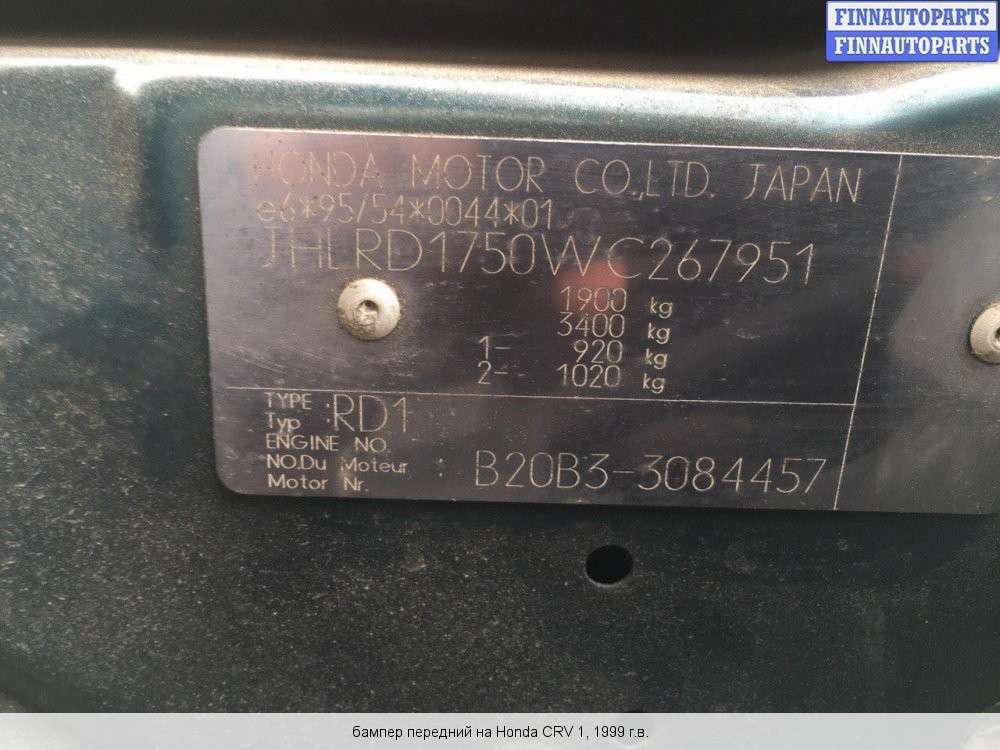 FINNAUTOPARTS
FINNAUTOPARTS
HONDA MOTOR CO.,LTD. JAPAN
e6*95/54*0044*01
JHLRD1750WC267951
1900 kg
3400 kg
1- 920 kg
2- 1020 kg
TYPE
Typ : RD1
ENGINE NO.
NO.Du Moteur : B20B3-3084457
Motor Nr.
бампер передний на Honda CRV 1, 1999 г.в.